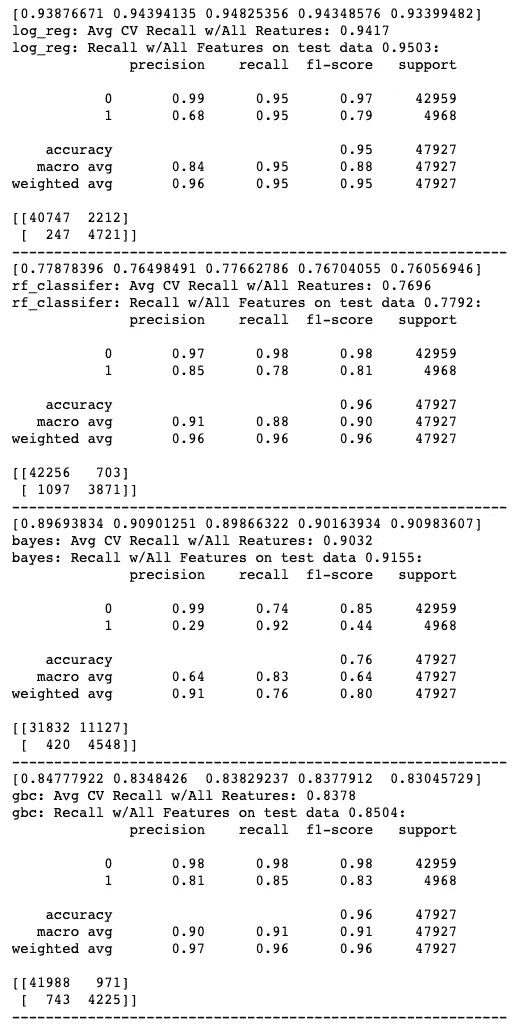 [0.93876671 0.94394135 0.94825356 0.94348576 0.93399482]
log_reg: Avg CV Recall w/All Reatures: 0.9417
log_reg: Recall w/All Features on test data 0.9503:
              precision    recall  f1-score   support

           0       0.99      0.95      0.97     42959
           1       0.68      0.95      0.79      4968

    accuracy                           0.95     47927
   macro avg       0.84      0.95      0.88     47927
weighted avg       0.96      0.95      0.95     47927

[[40747  2212]
 [  247  4721]]
------------------------------------------------------------
[0.77878396 0.76498491 0.77662786 0.76704055 0.76056946]
rf_classifer: Avg CV Recall w/All Reatures: 0.7696
rf_classifer: Recall w/All Features on test data 0.7792:
              precision    recall  f1-score   support

           0       0.97      0.98      0.98     42959
           1       0.85      0.78      0.81      4968

    accuracy                           0.96     47927
   macro avg       0.91      0.88      0.90     47927
weighted avg       0.96      0.96      0.96     47927

[[42256   703]
 [ 1097  3871]]
------------------------------------------------------------
[0.89693834 0.90901251 0.89866322 0.90163934 0.90983607]
bayes: Avg CV Recall w/All Reatures: 0.9032
bayes: Recall w/All Features on test data 0.9155:
              precision    recall  f1-score   support

           0       0.99      0.74      0.85     42959
           1       0.29      0.92      0.44      4968

    accuracy                           0.76     47927
   macro avg       0.64      0.83      0.64     47927
weighted avg       0.91      0.76      0.80     47927

[[31832 11127]
 [  420  4548]]
------------------------------------------------------------
[0.84777922 0.8348426  0.83829237 0.8377912  0.83045729]
gbc: Avg CV Recall w/All Reatures: 0.8378
gbc: Recall w/All Features on test data 0.8504:
              precision    recall  f1-score   support

           0       0.98      0.98      0.98     42959
           1       0.81      0.85      0.83      4968

    accuracy                           0.96     47927
   macro avg       0.90      0.91      0.91     47927
weighted avg       0.97      0.96      0.96     47927

[[41988   971]
 [  743  4225]]
------------------------------------------------------------